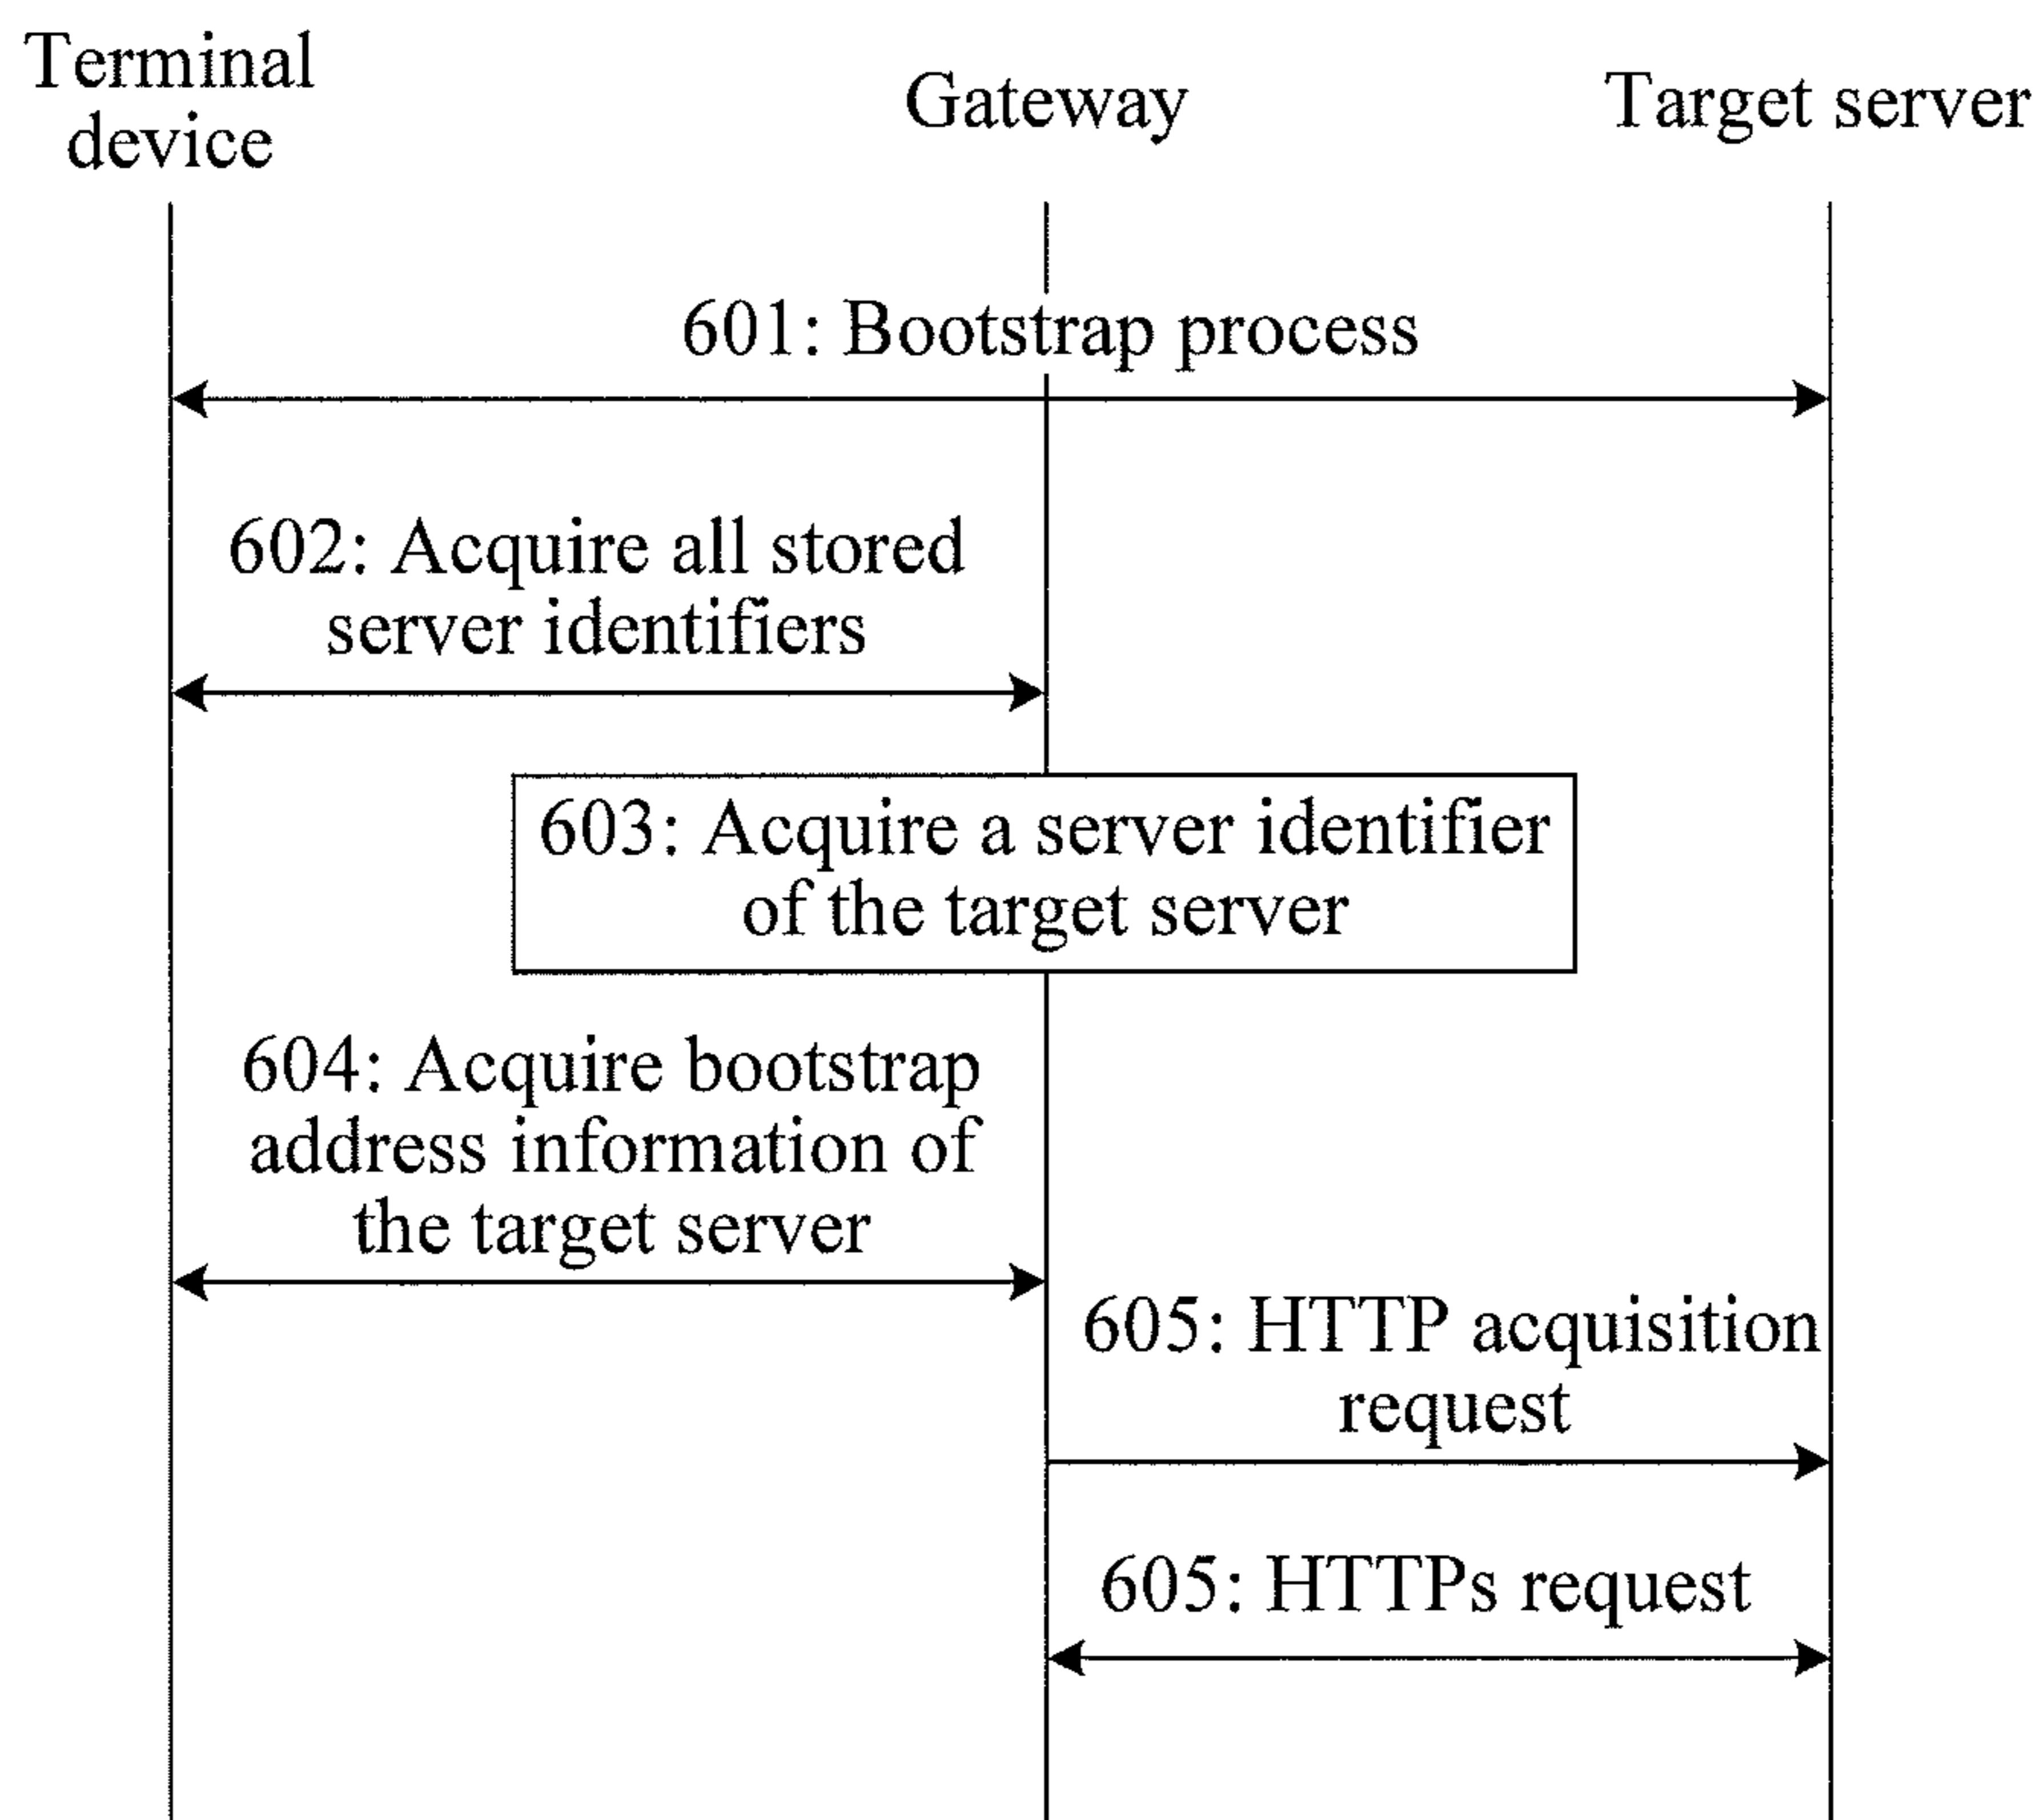 Terminal
device
Gateway
Target server
601: Bootstrap process
602: Acquire all stored
server identifiers
603: Acquire a server identifier
of the target server
604: Acquire bootstrap
address information of
the target server
605: HTTP acquisition
request
605: HTTPs request